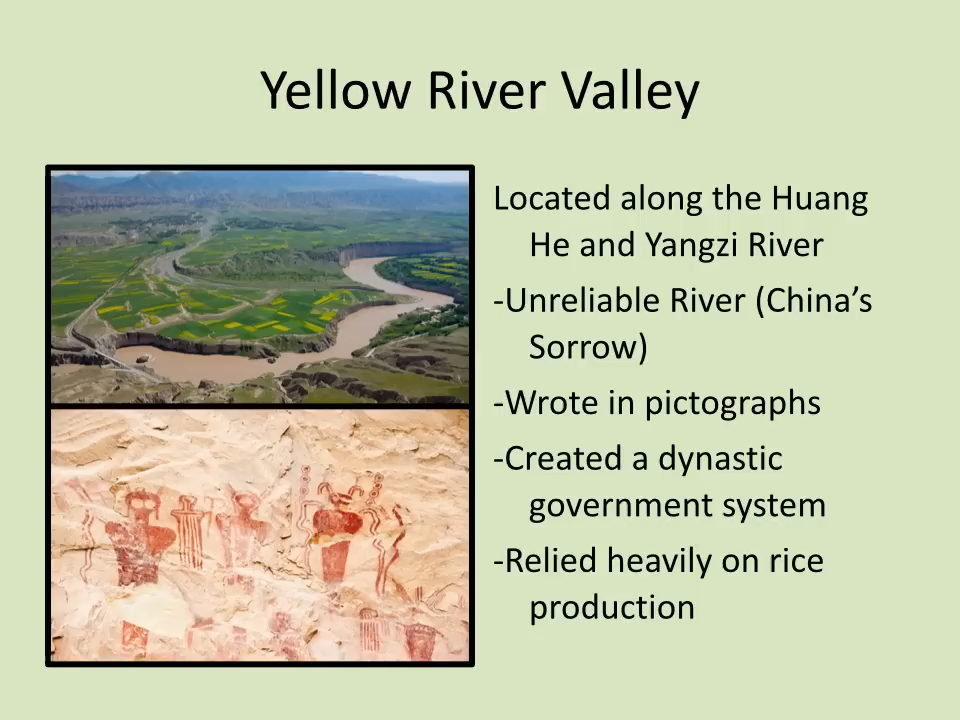 Yellow River Valley
Located along the Huang
He and Yangzi River
-Unreliable River (China’s
Sorrow)
-Wrote in pictographs
-Created a dynastic
government system
-Relied heavily on rice
production